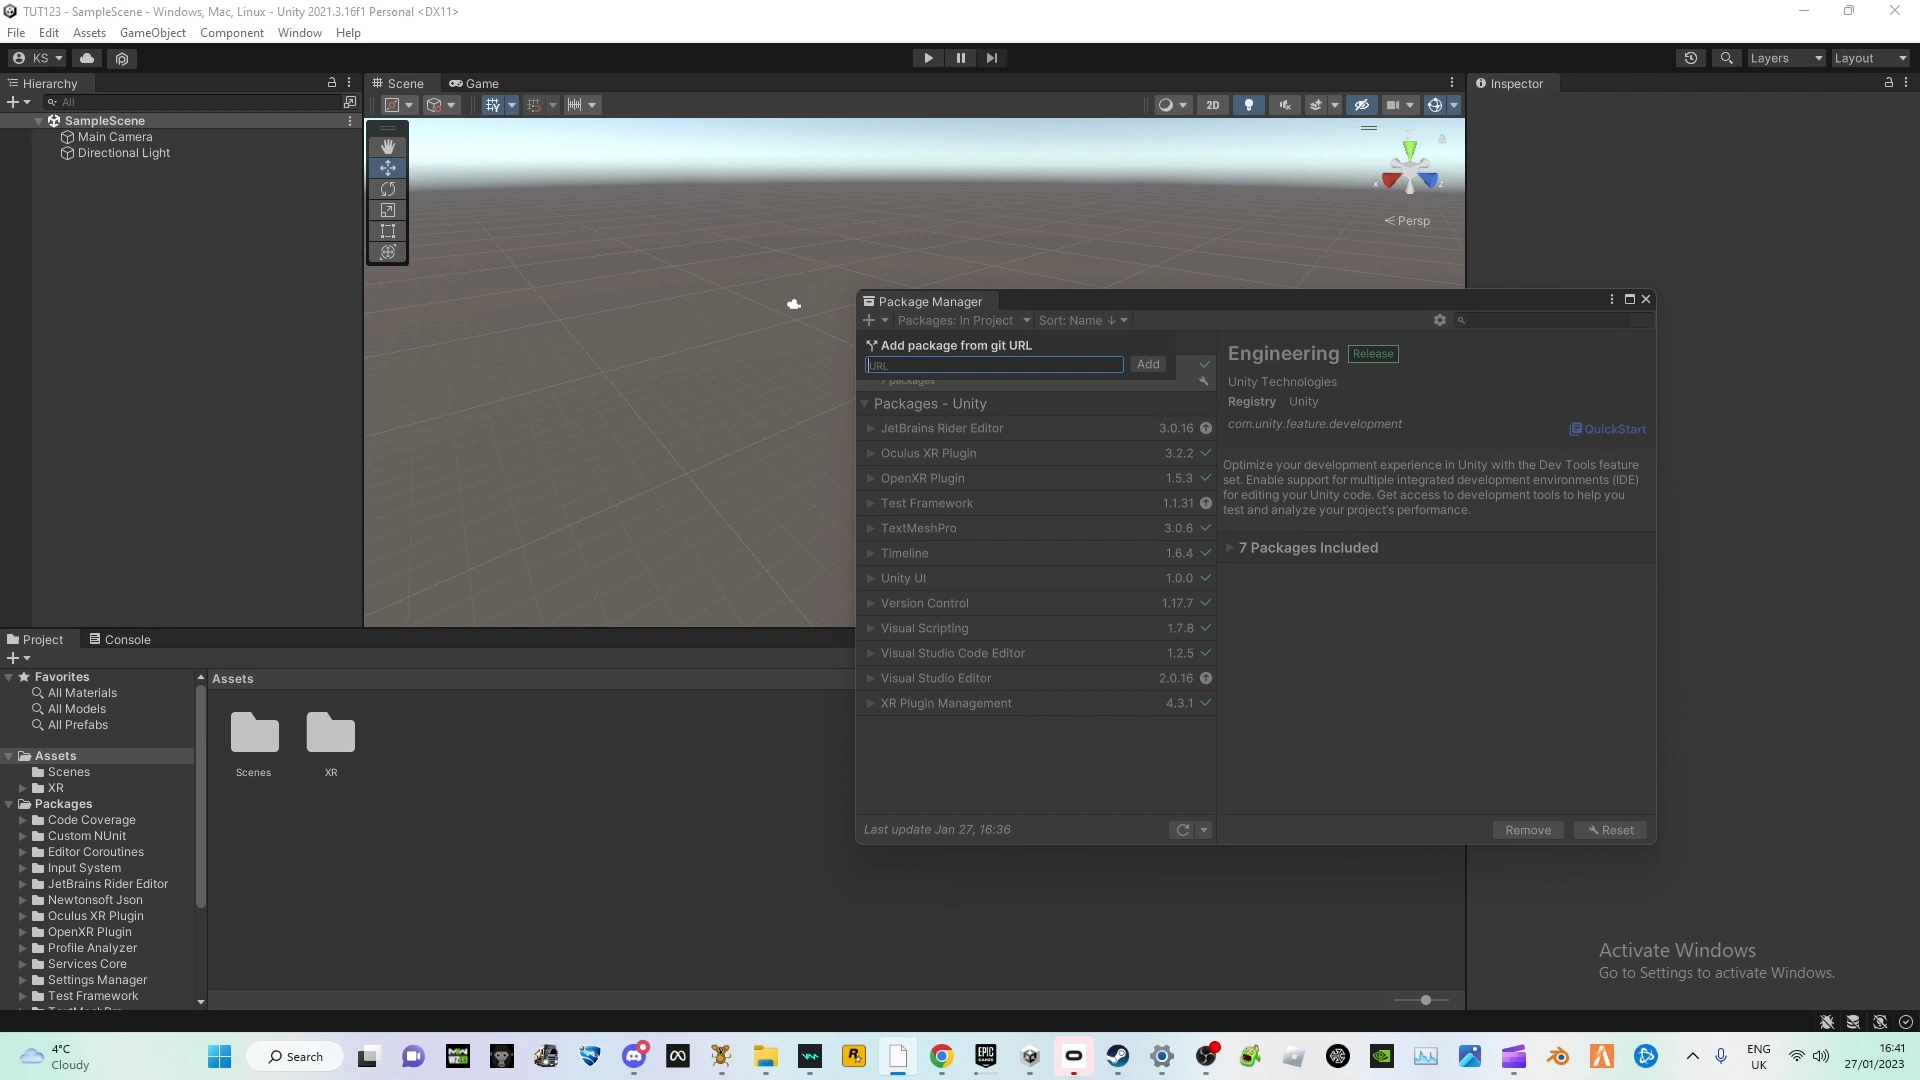 TUT123 - SampleScene - Windows, Mac, Linux - Unity 2021.3.16f1 Personal <DX11>
File Edit Assets GameObject Component Window Help
KS Layers Layout
Hierarchy Scene Game Inspector
All
2D
SampleScene
Main Camera
Directional Light
y
x z
Persp
Package Manager
Packages: In Project Sort: Name ↓
Add package from git URL
URL Add
7 packages
Packages - Unity
JetBrains Rider Editor 3.0.16
Oculus XR Plugin 3.2.2
OpenXR Plugin 1.5.3
Test Framework 1.1.31
TextMeshPro 3.0.6
Timeline 1.6.4
Unity UI 1.0.0
Version Control 1.17.7
Visual Scripting 1.7.8
Visual Studio Code Editor 1.2.5
Visual Studio Editor 2.0.16
XR Plugin Management 4.3.1
Last update Jan 27, 16:36
Engineering Release
Unity Technologies
Registry Unity
com.unity.feature.development
QuickStart
Optimize your development experience in Unity with the Dev Tools feature
set. Enable support for multiple integrated development environments (IDE)
for editing your Unity code. Get access to development tools to help you
test and analyze your project's performance.
7 Packages Included
Remove Reset
Project Console
Favorites
All Materials
All Models
All Prefabs
Assets
Scenes
XR
Packages
Code Coverage
Custom NUnit
Editor Coroutines
Input System
JetBrains Rider Editor
Newtonsoft Json
Oculus XR Plugin
OpenXR Plugin
Profile Analyzer
Services Core
Settings Manager
Test Framework
Assets
Scenes XR
Activate Windows
Go to Settings to activate Windows.
4°C
Cloudy
Search
EPIC
GAMES
ENG
UK
16:41
27/01/2023